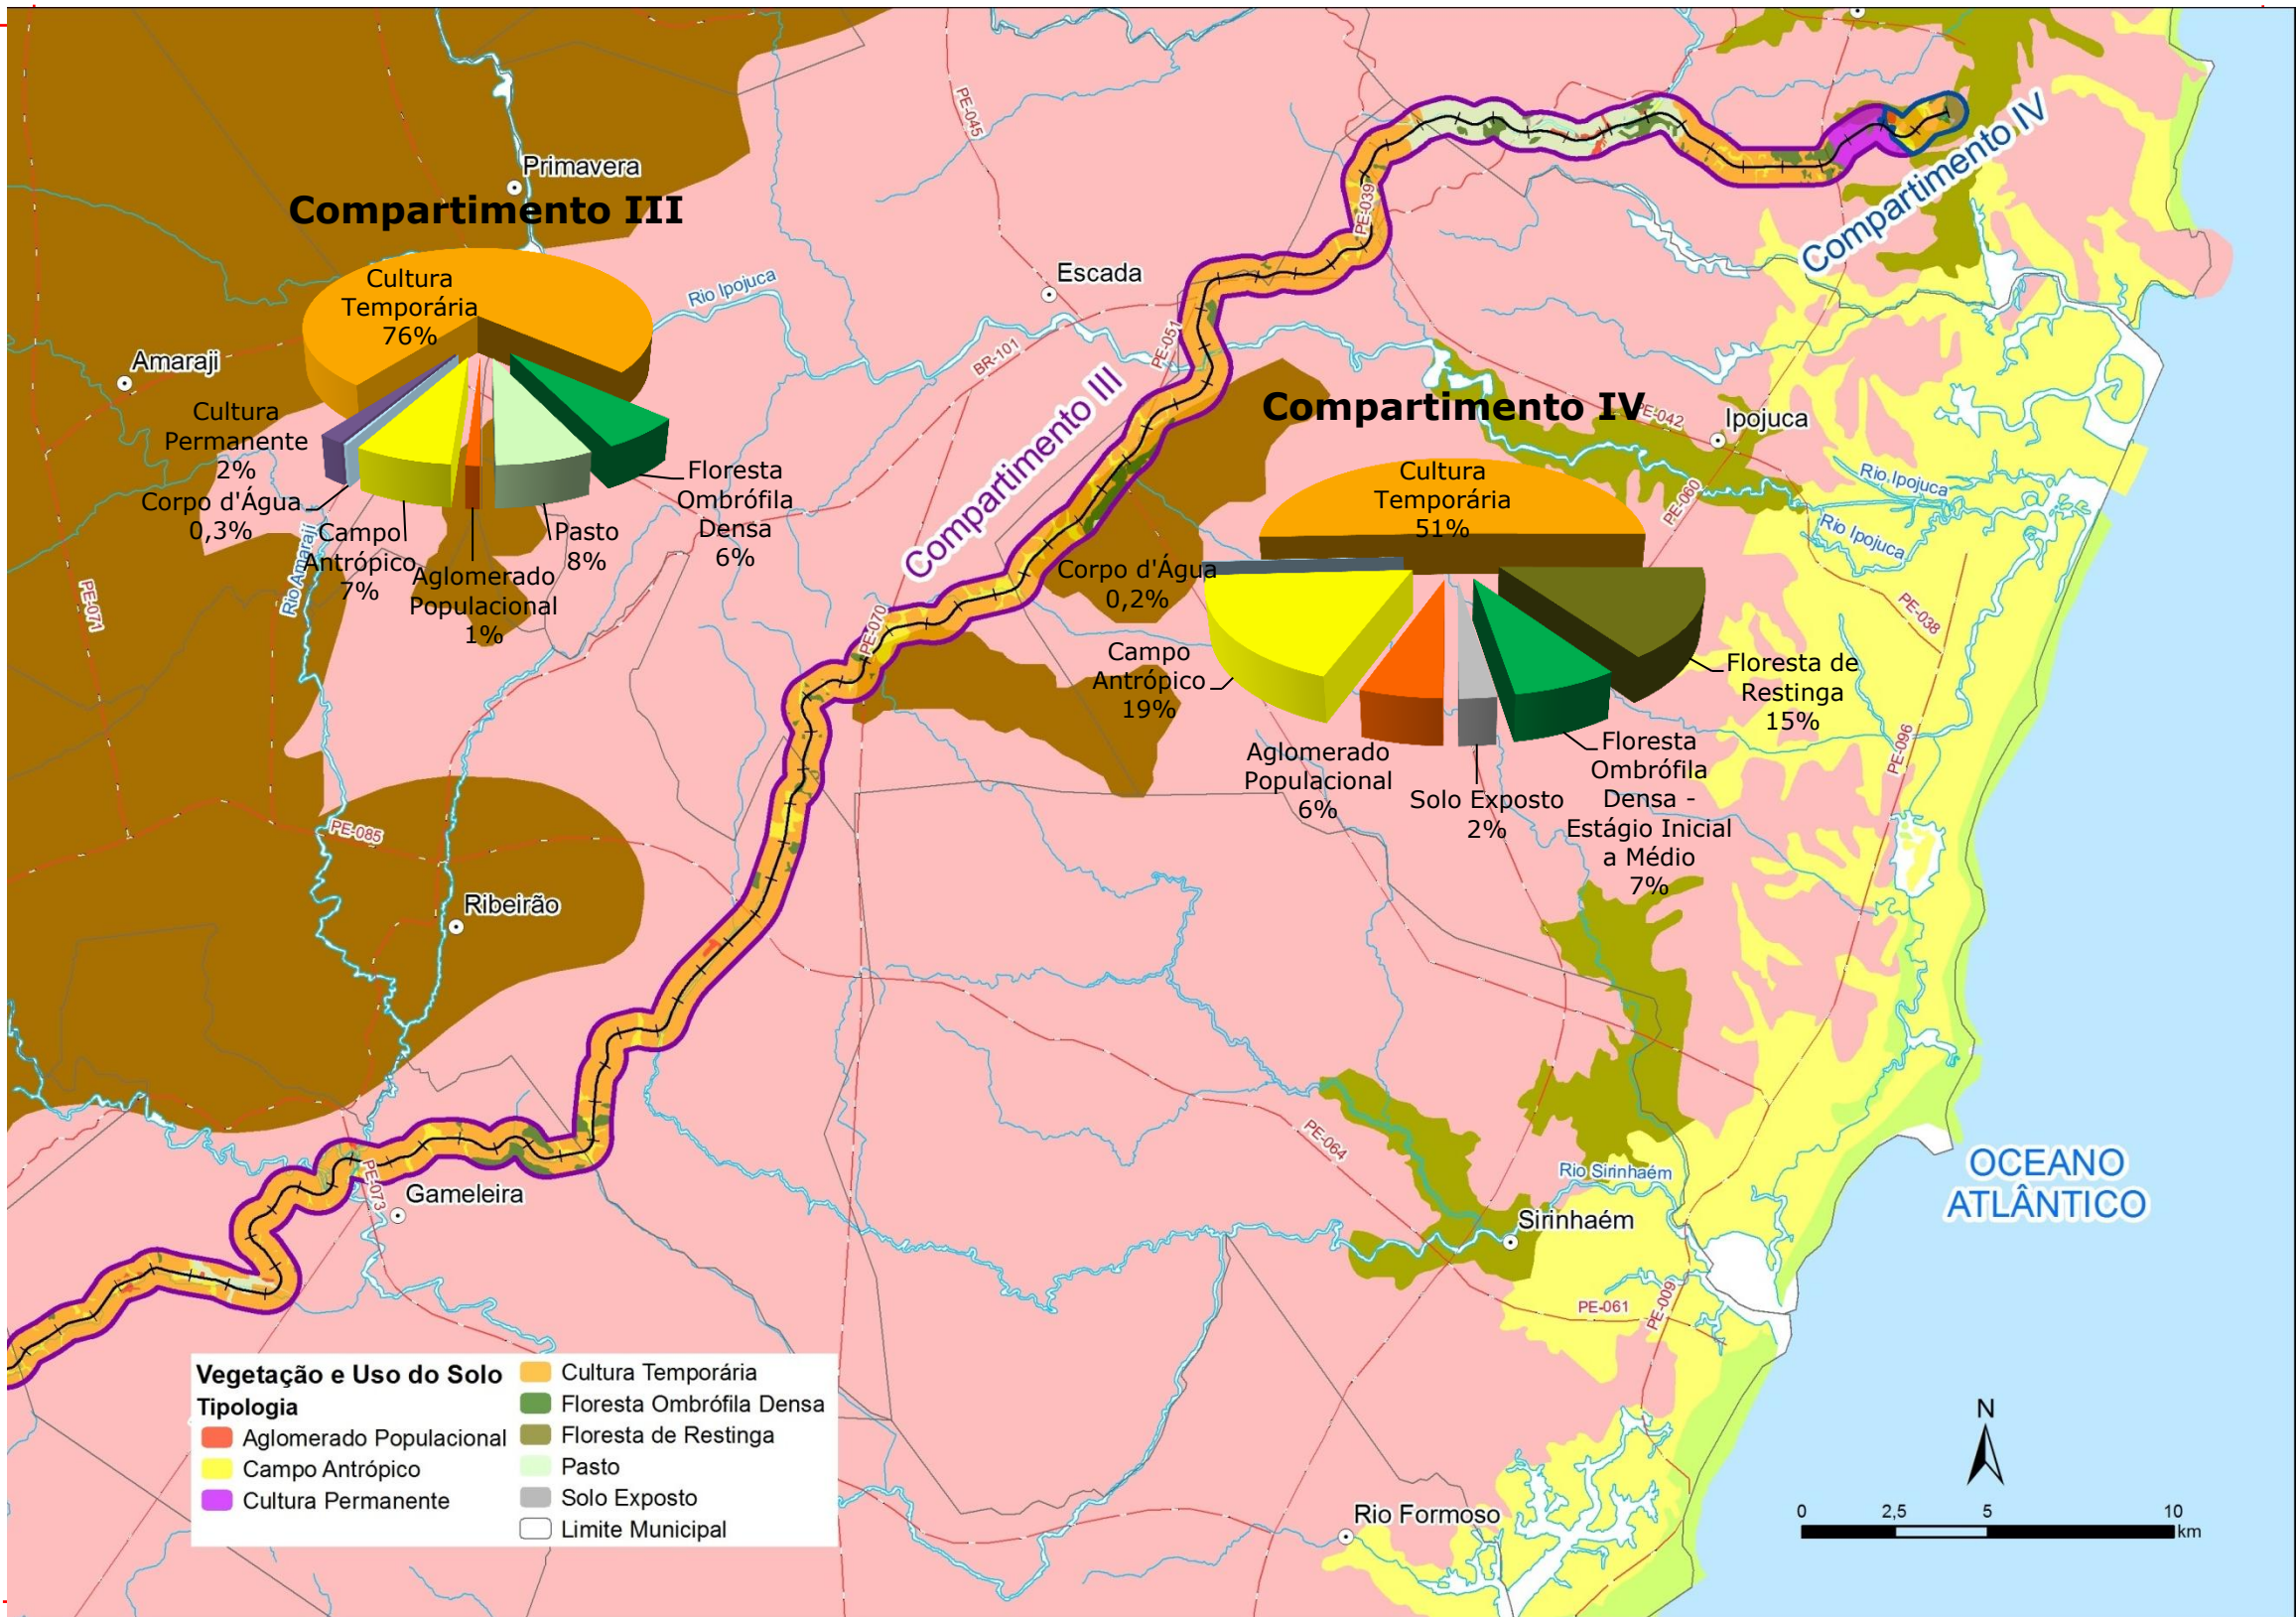 Primavera
Compartimento III
Cultura
Temporária
76%
Cultura
Permanente
2%
Corpo d'Água
0,3%
Campo
Antrópico
7%
Aglomerado
Populacional
1%
Pasto
8%
Floresta
Ombrófila
Densa
6%
Amaraji
Rio Amaraji
PE-071
PE-085
Ribeirão
PE-045
Rio Ipojuca
Escada
BR-101
PE-051
PE-039
Compartimento III
PE-070
Compartimento IV
Compartimento IV
Cultura
Temporária
51%
Corpo d'Água
0,2%
Campo
Antrópico
19%
Aglomerado
Populacional
6%
Solo Exposto
2%
Floresta
Ombrófila
Densa -
Estágio Inicial
a Médio
7%
Floresta de
Restinga
15%
PE-042
Ipojuca
PE-060
Rio Ipojuca
Rio Ipojuca
PE-038
PE-096
PE-073
Gameleira
PE-064
Rio Sirinhaém
Sirinhaém
PE-061
PE-009
OCEANO
ATLÂNTICO
Rio Formoso
Vegetação e Uso do Solo
Tipologia
Aglomerado Populacional
Campo Antrópico
Cultura Permanente
Cultura Temporária
Floresta Ombrófila Densa
Floresta de Restinga
Pasto
Solo Exposto
Limite Municipal
N
0 2,5 5 10
km